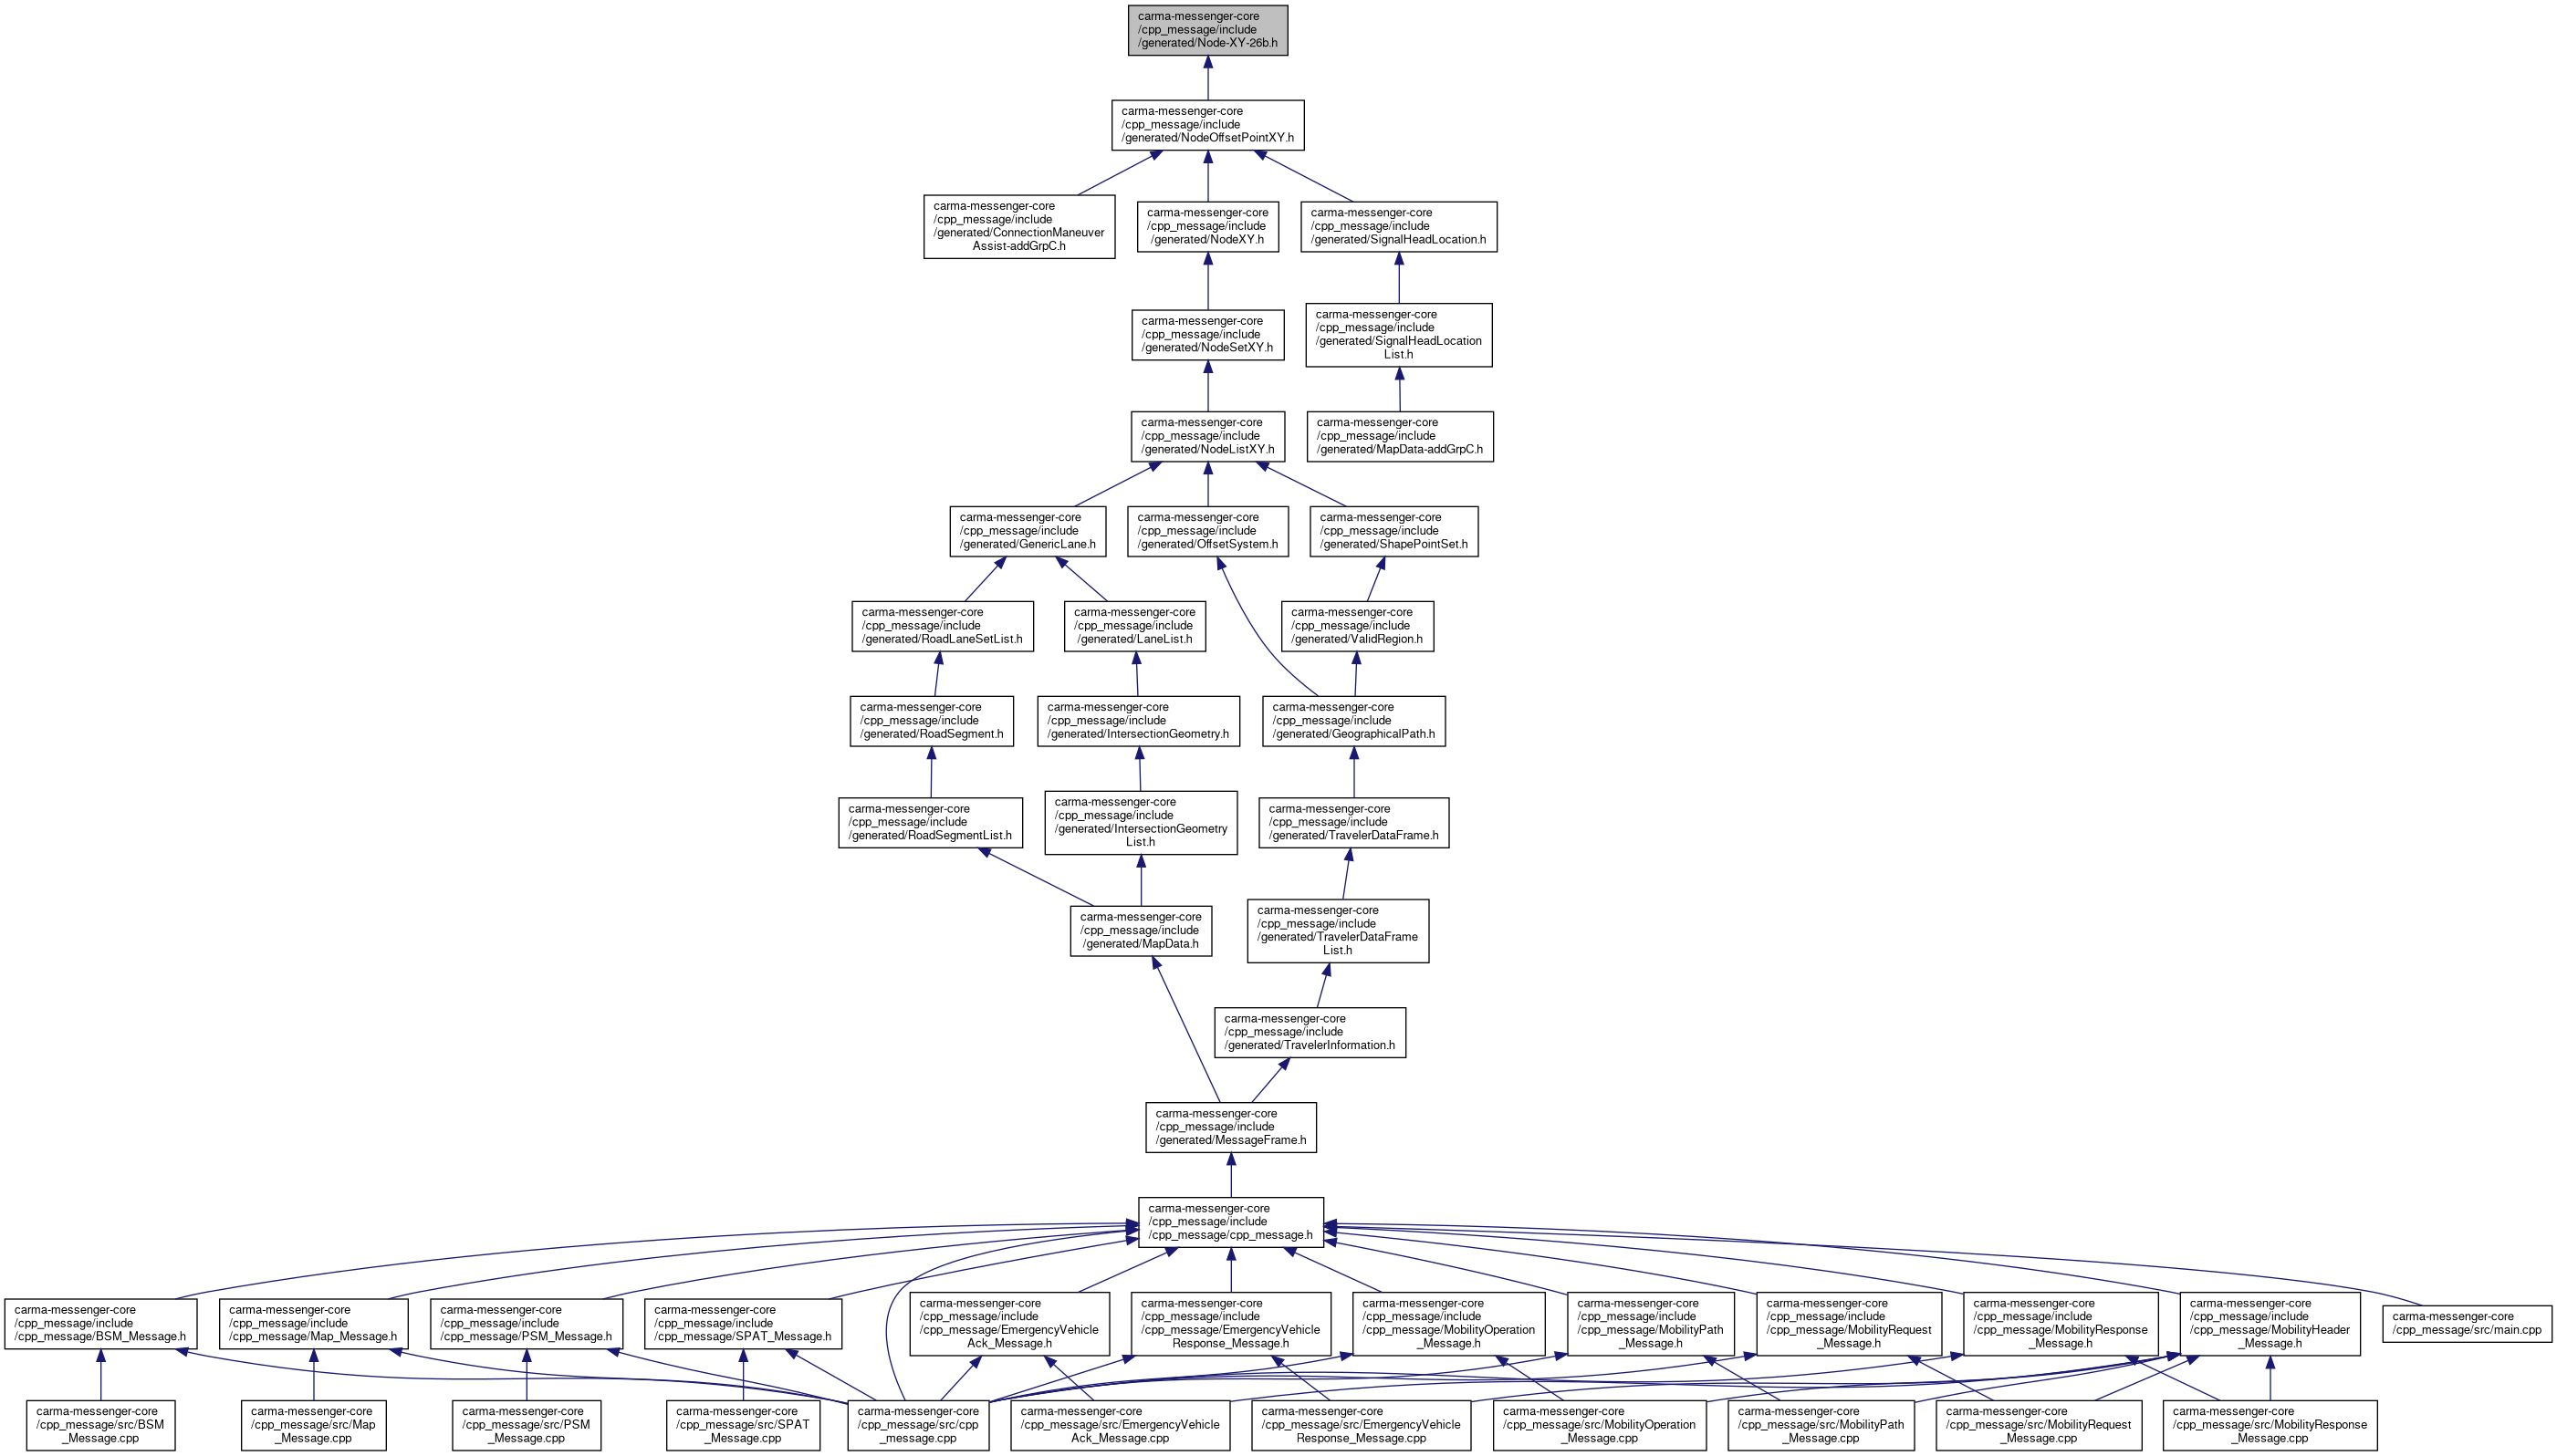 carma-messenger-core
/cpp_message/include
/generated/Node-XY-26b.h
carma-messenger-core
/cpp_message/include
/generated/NodeOffsetPointXY.h
carma-messenger-core
/cpp_message/include
/generated/ConnectionManeuver
Assist-addGrpC.h
carma-messenger-core
/cpp_message/include
/generated/NodeXY.h
carma-messenger-core
/cpp_message/include
/generated/SignalHeadLocation.h
carma-messenger-core
/cpp_message/include
/generated/NodeSetXY.h
carma-messenger-core
/cpp_message/include
/generated/SignalHeadLocation
List.h
carma-messenger-core
/cpp_message/include
/generated/NodeListXY.h
carma-messenger-core
/cpp_message/include
/generated/MapData-addGrpC.h
carma-messenger-core
/cpp_message/include
/generated/GenericLane.h
carma-messenger-core
/cpp_message/include
/generated/OffsetSystem.h
carma-messenger-core
/cpp_message/include
/generated/ShapePointSet.h
carma-messenger-core
/cpp_message/include
/generated/RoadLaneSetList.h
carma-messenger-core
/cpp_message/include
/generated/LaneList.h
carma-messenger-core
/cpp_message/include
/generated/ValidRegion.h
carma-messenger-core
/cpp_message/include
/generated/RoadSegment.h
carma-messenger-core
/cpp_message/include
/generated/IntersectionGeometry.h
carma-messenger-core
/cpp_message/include
/generated/GeographicalPath.h
carma-messenger-core
/cpp_message/include
/generated/RoadSegmentList.h
carma-messenger-core
/cpp_message/include
/generated/IntersectionGeometry
List.h
carma-messenger-core
/cpp_message/include
/generated/TravelerDataFrame.h
carma-messenger-core
/cpp_message/include
/generated/MapData.h
carma-messenger-core
/cpp_message/include
/generated/TravelerDataFrame
List.h
carma-messenger-core
/cpp_message/include
/generated/TravelerInformation.h
carma-messenger-core
/cpp_message/include
/generated/MessageFrame.h
carma-messenger-core
/cpp_message/include
/cpp_message/cpp_message.h
carma-messenger-core
/cpp_message/include
/cpp_message/BSM_Message.h
carma-messenger-core
/cpp_message/include
/cpp_message/Map_Message.h
carma-messenger-core
/cpp_message/include
/cpp_message/PSM_Message.h
carma-messenger-core
/cpp_message/include
/cpp_message/SPAT_Message.h
carma-messenger-core
/cpp_message/include
/cpp_message/EmergencyVehicle
Ack_Message.h
carma-messenger-core
/cpp_message/include
/cpp_message/EmergencyVehicle
Response_Message.h
carma-messenger-core
/cpp_message/include
/cpp_message/MobilityOperation
_Message.h
carma-messenger-core
/cpp_message/include
/cpp_message/MobilityPath
_Message.h
carma-messenger-core
/cpp_message/include
/cpp_message/MobilityRequest
_Message.h
carma-messenger-core
/cpp_message/include
/cpp_message/MobilityResponse
_Message.h
carma-messenger-core
/cpp_message/include
/cpp_message/MobilityHeader
_Message.h
carma-messenger-core
/cpp_message/src/main.cpp
carma-messenger-core
/cpp_message/src/BSM
_Message.cpp
carma-messenger-core
/cpp_message/src/Map
_Message.cpp
carma-messenger-core
/cpp_message/src/PSM
_Message.cpp
carma-messenger-core
/cpp_message/src/SPAT
_Message.cpp
carma-messenger-core
/cpp_message/src/cpp
_message.cpp
carma-messenger-core
/cpp_message/src/EmergencyVehicle
Ack_Message.cpp
carma-messenger-core
/cpp_message/src/EmergencyVehicle
Response_Message.cpp
carma-messenger-core
/cpp_message/src/MobilityOperation
_Message.cpp
carma-messenger-core
/cpp_message/src/MobilityPath
_Message.cpp
carma-messenger-core
/cpp_message/src/MobilityRequest
_Message.cpp
carma-messenger-core
/cpp_message/src/MobilityResponse
_Message.cpp